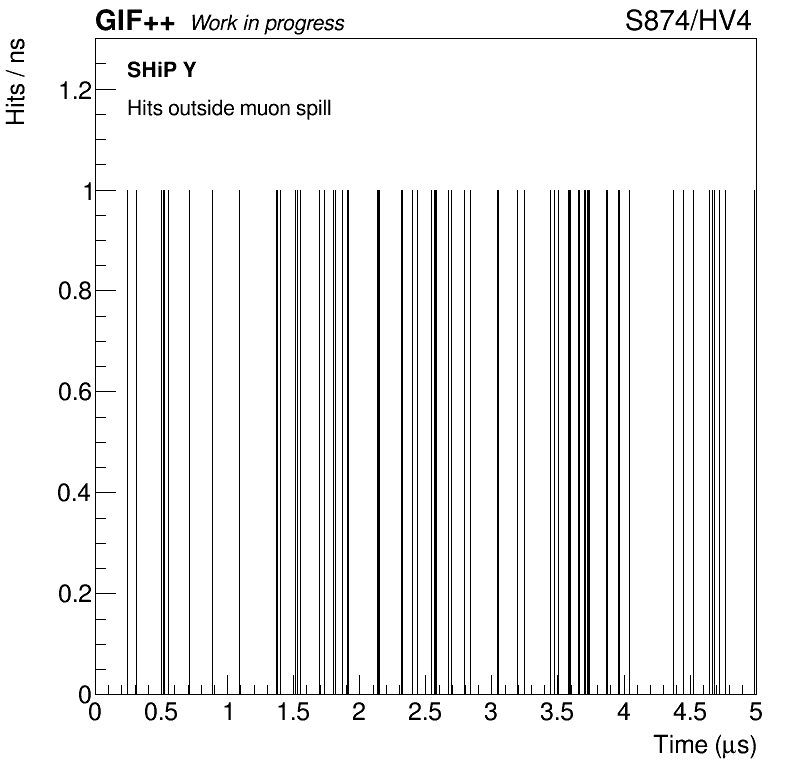 GIF++ Work in progress S874/HV4
Hits / ns
SHiP Y
Hits outside muon spill
1.2
1
0.8
0.6
0.4
0.2
0
0 0.5 1 1.5 2 2.5 3 3.5 4 4.5 5
Time (μs)